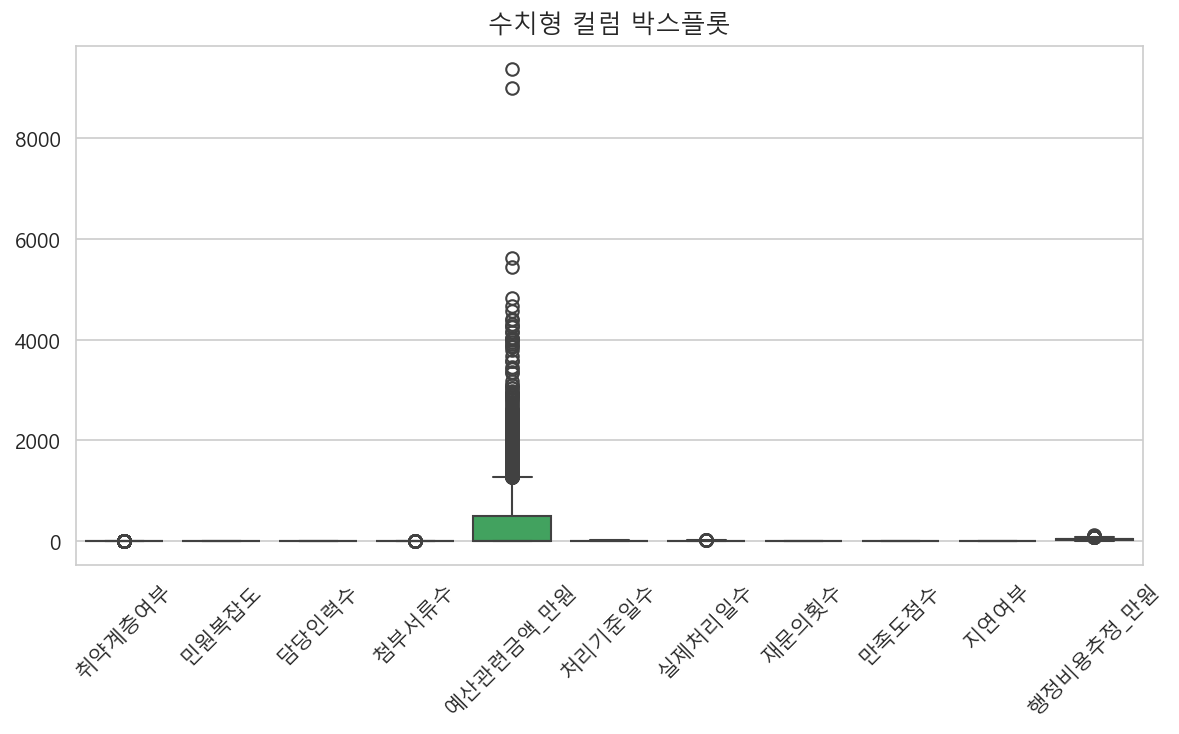 수치형 컬럼 박스플롯
8000
6000
4000
2000
0
취약계층여부
민원복잡도
담당인력수
첨부서류수
예산관련금액_만원
처리기준일수
실제처리일수
재문의횟수
만족도점수
지연여부
행정비용추정_만원